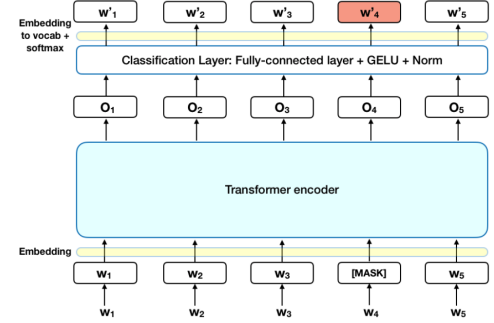 w'₁ w'₂ w'₃ w'₄ w'₅
Embedding
to vocab +
softmax
Classification Layer: Fully-connected layer + GELU + Norm
O₁ O₂ O₃ O₄ O₅
Transformer encoder
Embedding
w₁ w₂ w₃ [MASK] w₅
w₁ w₂ w₃ w₄ w₅